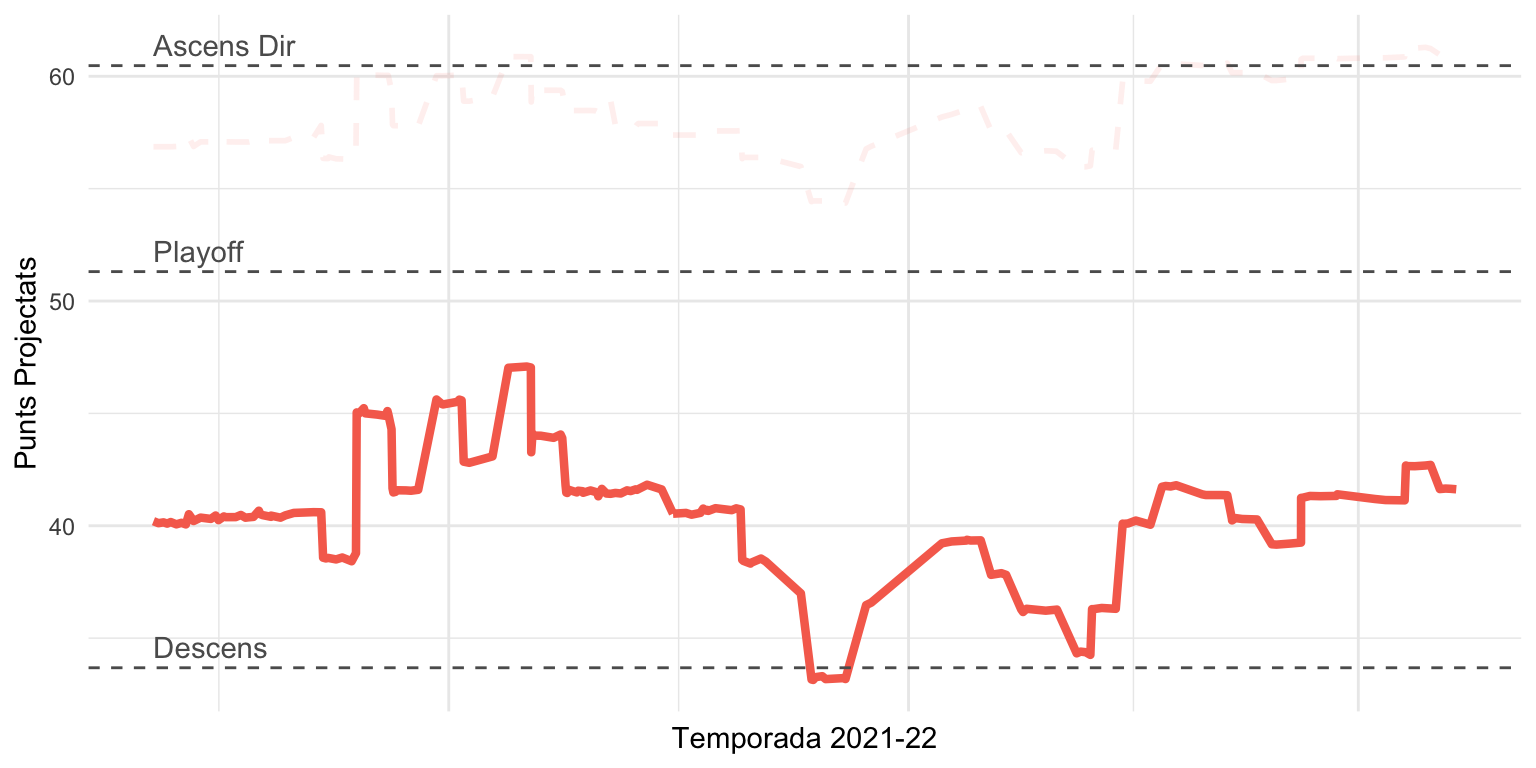 Ascens Dir
60
Playoff
50
Punts Projectats
40
Descens
Temporada 2021-22